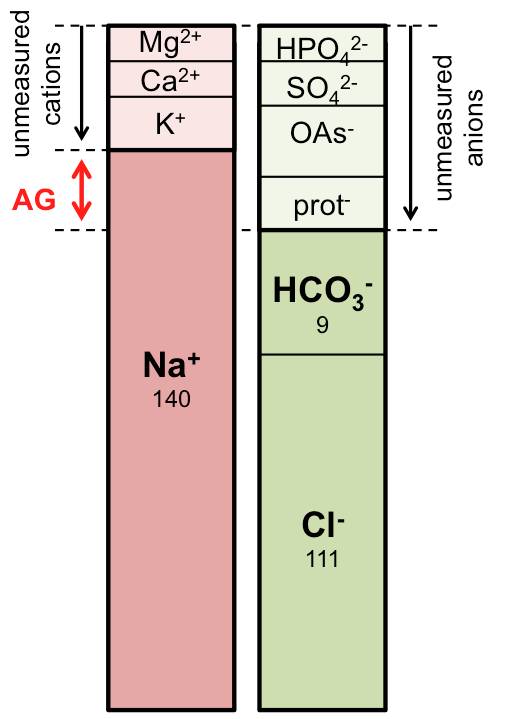 unmeasured
cations
AG
Mg²⁺
Ca²⁺
K⁺
Na⁺
140
HPO₄²⁻
SO₄²⁻
OAs⁻
prot⁻
HCO₃⁻
9
Cl⁻
111
unmeasured
anions